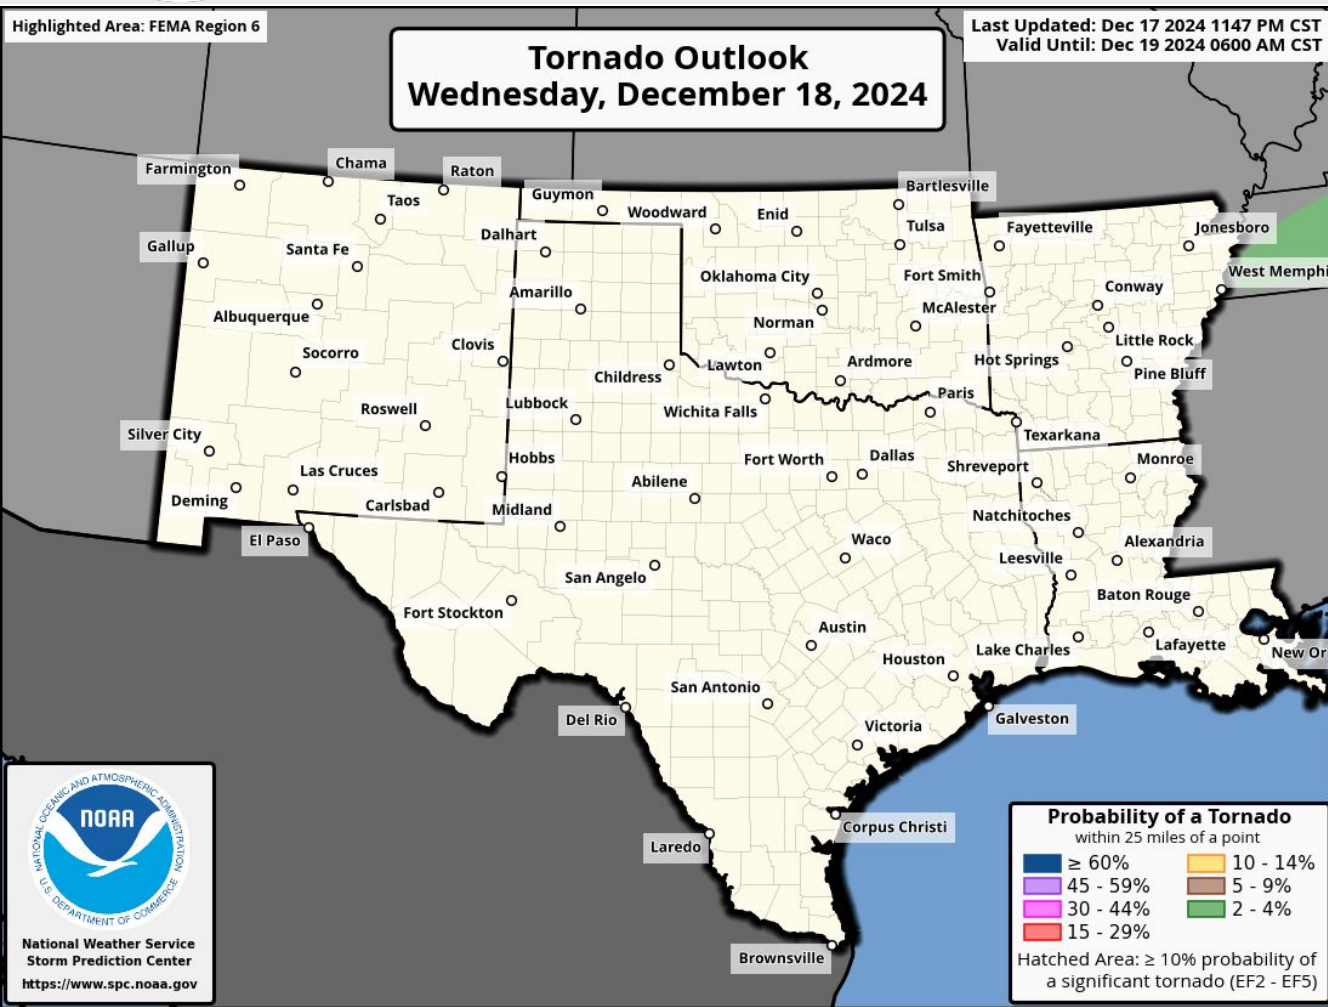 Highlighted Area: FEMA Region 6
Last Updated: Dec 17 2024 1147 PM CST
Valid Until: Dec 19 2024 0600 AM CST
Tornado Outlook
Wednesday, December 18, 2024
Farmington
Chama
Raton
Taos
Guymon
Woodward
Enid
Bartlesville
Tulsa
Fayetteville
Jonesboro
Gallup
Santa Fe
Dalhart
Oklahoma City
Fort Smith
West Memphi
Amarillo
Conway
Albuquerque
Norman
McAlester
Little Rock
Socorro
Clovis
Childress
Lawton
Ardmore
Hot Springs
Pine Bluff
Roswell
Lubbock
Wichita Falls
Paris
Silver City
Texarkana
Las Cruces
Hobbs
Abilene
Fort Worth
Dallas
Shreveport
Monroe
Deming
Carlsbad
Midland
Natchitoches
El Paso
Waco
Leesville
Alexandria
San Angelo
Fort Stockton
Baton Rouge
Austin
Lake Charles
Lafayette
New Or
Houston
San Antonio
Del Rio
Galveston
Victoria
Corpus Christi
Laredo
Brownsville
NATIONAL OCEANIC AND ATMOSPHERIC ADMINISTRATION
NOAA
U.S. DEPARTMENT OF COMMERCE
National Weather Service
Storm Prediction Center
https://www.spc.noaa.gov
Probability of a Tornado
within 25 miles of a point
≥ 60%
45 - 59%
30 - 44%
15 - 29%
10 - 14%
5 - 9%
2 - 4%
Hatched Area: ≥ 10% probability of
a significant tornado (EF2 - EF5)